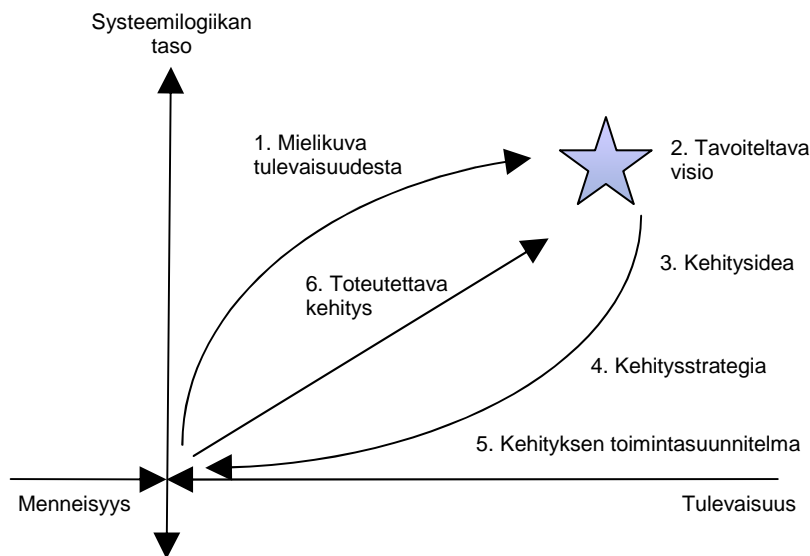 Systeemilogiikan
taso
1. Mielikuva
tulevaisuudesta
2. Tavoiteltava
visio
3. Kehitysidea
6. Toteutettava
kehitys
4. Kehitysstrategia
5. Kehityksen toimintasuunnitelma
Menneisyys
Tulevaisuus